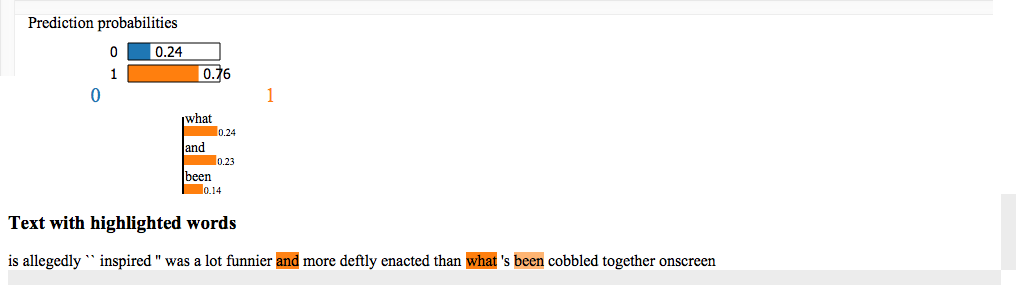 Prediction probabilities
0 0.24
1 0.76
0 1
what
0.24
and
0.23
been
0.14
Text with highlighted words
is allegedly `` inspired '' was a lot funnier and more deftly enacted than what 's been cobbled together onscreen